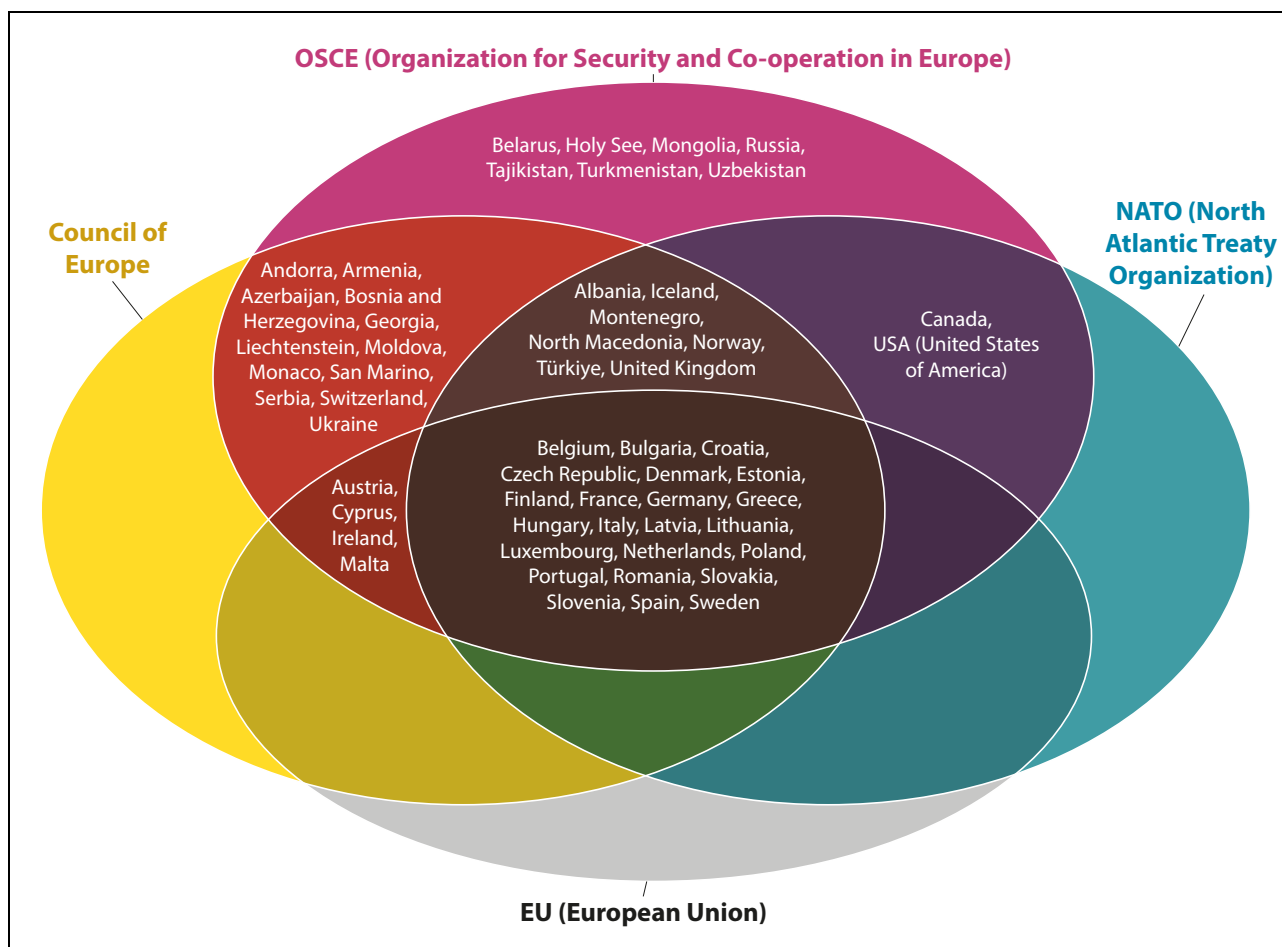 OSCE (Organization for Security and Co-operation in Europe)
Belarus, Holy See, Mongolia, Russia,
Tajikistan, Turkmenistan, Uzbekistan
Council of
Europe
NATO (North
Atlantic Treaty
Organization)
Andorra, Armenia,
Azerbaijan, Bosnia and
Herzegovina, Georgia,
Liechtenstein, Moldova,
Monaco, San Marino,
Serbia, Switzerland,
Ukraine
Albania, Iceland,
Montenegro,
North Macedonia, Norway,
Türkiye, United Kingdom
Canada,
USA (United States
of America)
Austria,
Cyprus,
Ireland,
Malta
Belgium, Bulgaria, Croatia,
Czech Republic, Denmark, Estonia,
Finland, France, Germany, Greece,
Hungary, Italy, Latvia, Lithuania,
Luxembourg, Netherlands, Poland,
Portugal, Romania, Slovakia,
Slovenia, Spain, Sweden
EU (European Union)